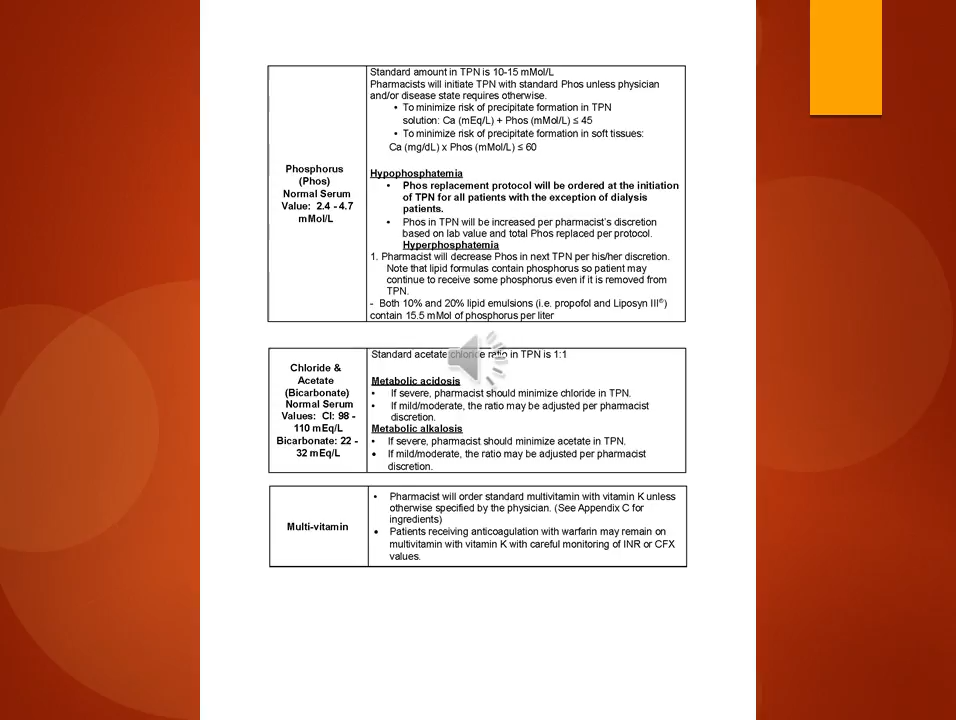 Standard amount in TPN is 10-15 mMol/L
Pharmacists will initiate TPN with standard Phos unless physician
and/or disease state requires otherwise.
• To minimize risk of precipitate formation in TPN
solution: Ca (mEq/L) + Phos (mMol/L) ≤ 45
• To minimize risk of precipitate formation in soft tissues:
Ca (mg/dL) x Phos (mMol/L) ≤ 60
Phosphorus
(Phos)
Normal Serum
Value: 2.4 - 4.7
mMol/L
Hypophosphatemia
• Phos replacement protocol will be ordered at the initiation
of TPN for all patients with the exception of dialysis
patients.
• Phos in TPN will be increased per pharmacist's discretion
based on lab value and total Phos replaced per protocol.
Hyperphosphatemia
1. Pharmacist will decrease Phos in next TPN per his/her discretion.
Note that lipid formulas contain phosphorus so patient may
continue to receive some phosphorus even if it is removed from
TPN.
- Both 10% and 20% lipid emulsions (i.e. propofol and Liposyn III®)
contain 15.5 mMol of phosphorus per liter
Chloride &
Acetate
(Bicarbonate)
Normal Serum
Values: Cl: 98 -
110 mEq/L
Bicarbonate: 22 -
32 mEq/L
Standard acetate:chloride ratio in TPN is 1:1
Metabolic acidosis
• If severe, pharmacist should minimize chloride in TPN.
• If mild/moderate, the ratio may be adjusted per pharmacist
discretion.
Metabolic alkalosis
• If severe, pharmacist should minimize acetate in TPN.
• If mild/moderate, the ratio may be adjusted per pharmacist
discretion.
Multi-vitamin
• Pharmacist will order standard multivitamin with vitamin K unless
otherwise specified by the physician. (See Appendix C for
ingredients)
• Patients receiving anticoagulation with warfarin may remain on
multivitamin with vitamin K with careful monitoring of INR or CFX
values.